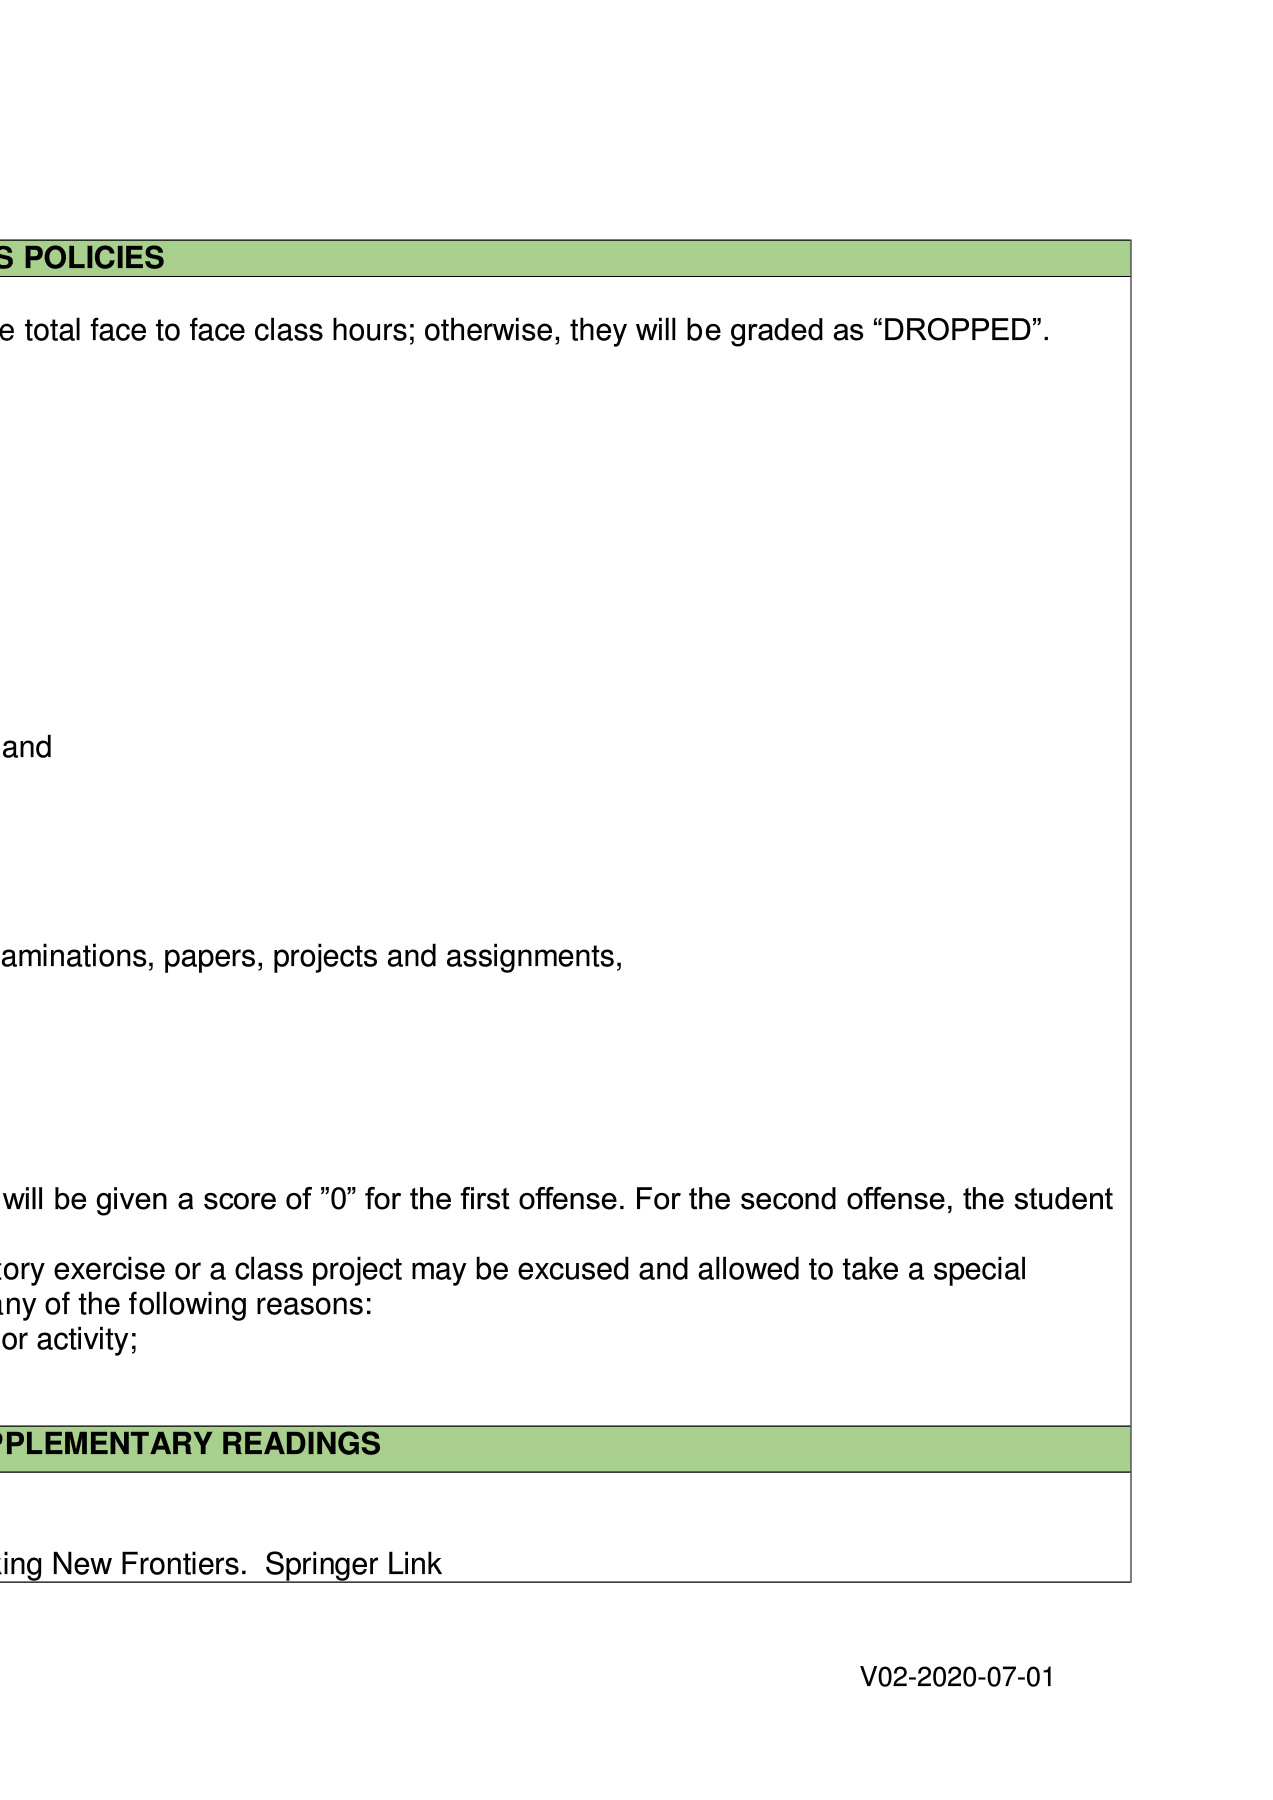 S POLICIES
e total face to face class hours; otherwise, they will be graded as “DROPPED”.
and
aminations, papers, projects and assignments,
will be given a score of ”0” for the first offense. For the second offense, the student
tory exercise or a class project may be excused and allowed to take a special
any of the following reasons:
or activity;
PPLEMENTARY READINGS
king New Frontiers.  Springer Link
V02-2020-07-01